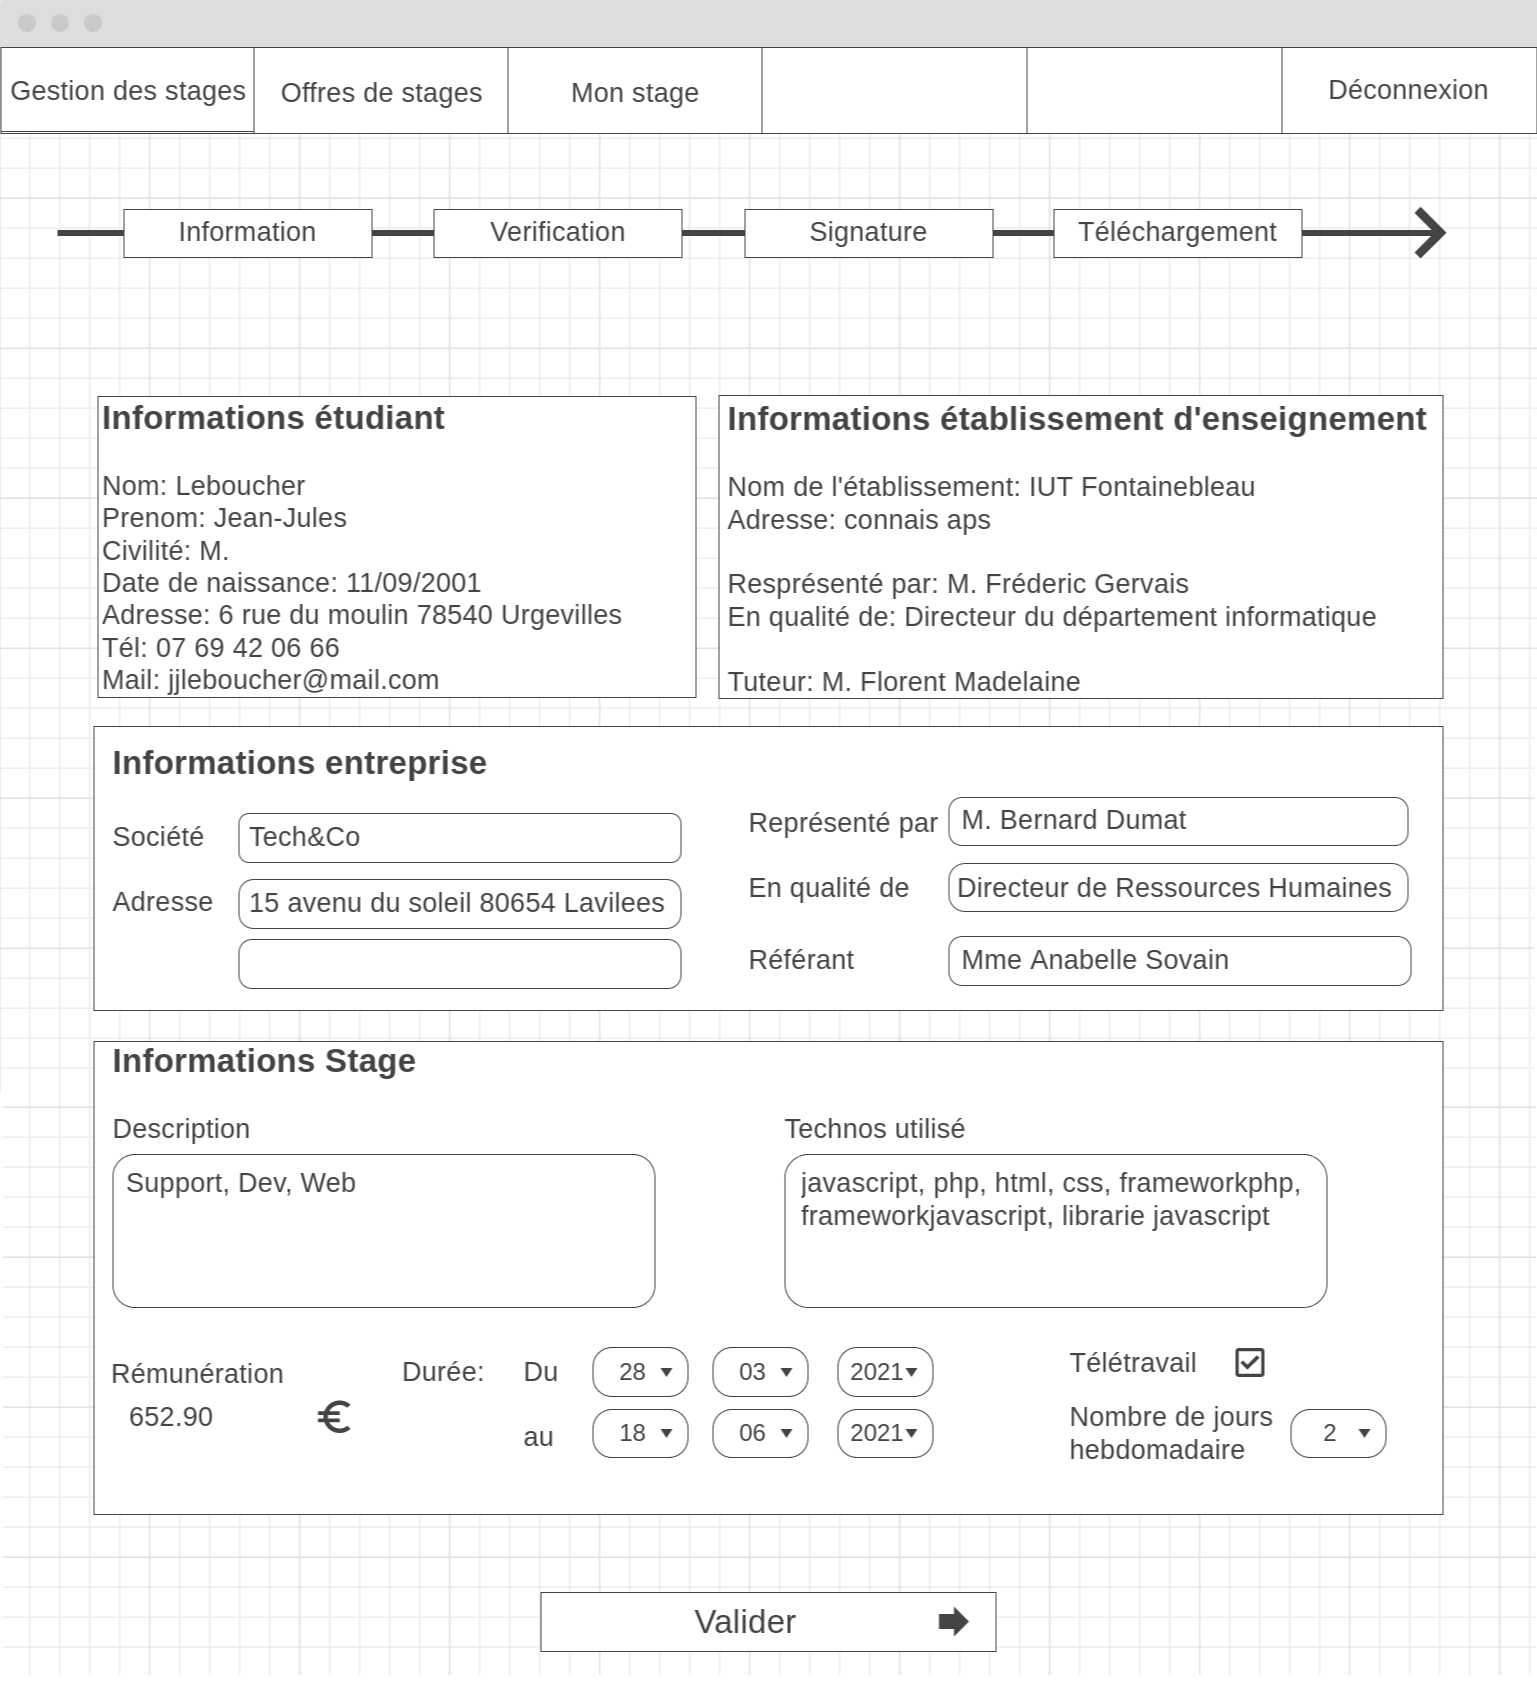 Gestion des stages
Offres de stages
Mon stage
Déconnexion
Information
Verification
Signature
Téléchargement
Informations étudiant
Nom: Leboucher
Prenom: Jean-Jules
Civilité: M.
Date de naissance: 11/09/2001
Adresse: 6 rue du moulin 78540 Urgevilles
Tél: 07 69 42 06 66
Mail: jjleboucher@mail.com
Informations établissement d'enseignement
Nom de l'établissement: IUT Fontainebleau
Adresse: connais aps
Resprésenté par: M. Fréderic Gervais
En qualité de: Directeur du département informatique
Tuteur: M. Florent Madelaine
Informations entreprise
Société
Tech&Co
Adresse
15 avenu du soleil 80654 Lavilees
Représenté par
M. Bernard Dumat
En qualité de
Directeur de Ressources Humaines
Référant
Mme Anabelle Sovain
Informations Stage
Description
Support, Dev, Web
Technos utilisé
javascript, php, html, css, frameworkphp,
frameworkjavascript, librarie javascript
Rémunération
652.90 €
Durée: Du 28 03 2021
au 18 06 2021
Télétravail
Nombre de jours
hebdomadaire
2
Valider